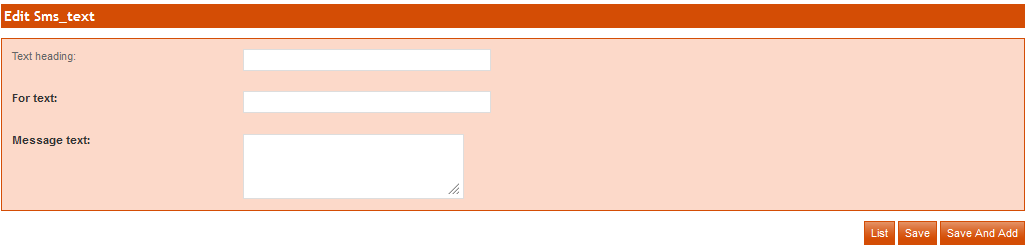 Edit Sms_text
Text heading:
For text:
Message text:
List Save Save And Add